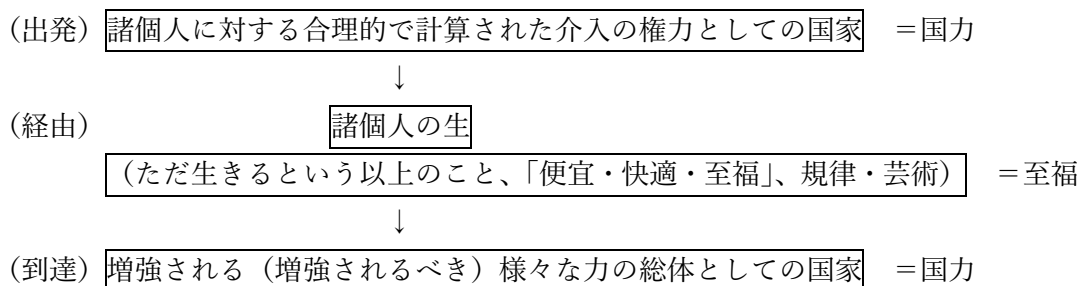 （出発）諸個人に対する合理的で計算された介入の権力としての国家　＝国力
↓
（経由）　諸個人の生
（ただ生きるという以上のこと、「便宜・快適・至福」、規律・芸術）　＝至福
↓
（到達）増強される（増強されるべき）様々な力の総体としての国家　＝国力